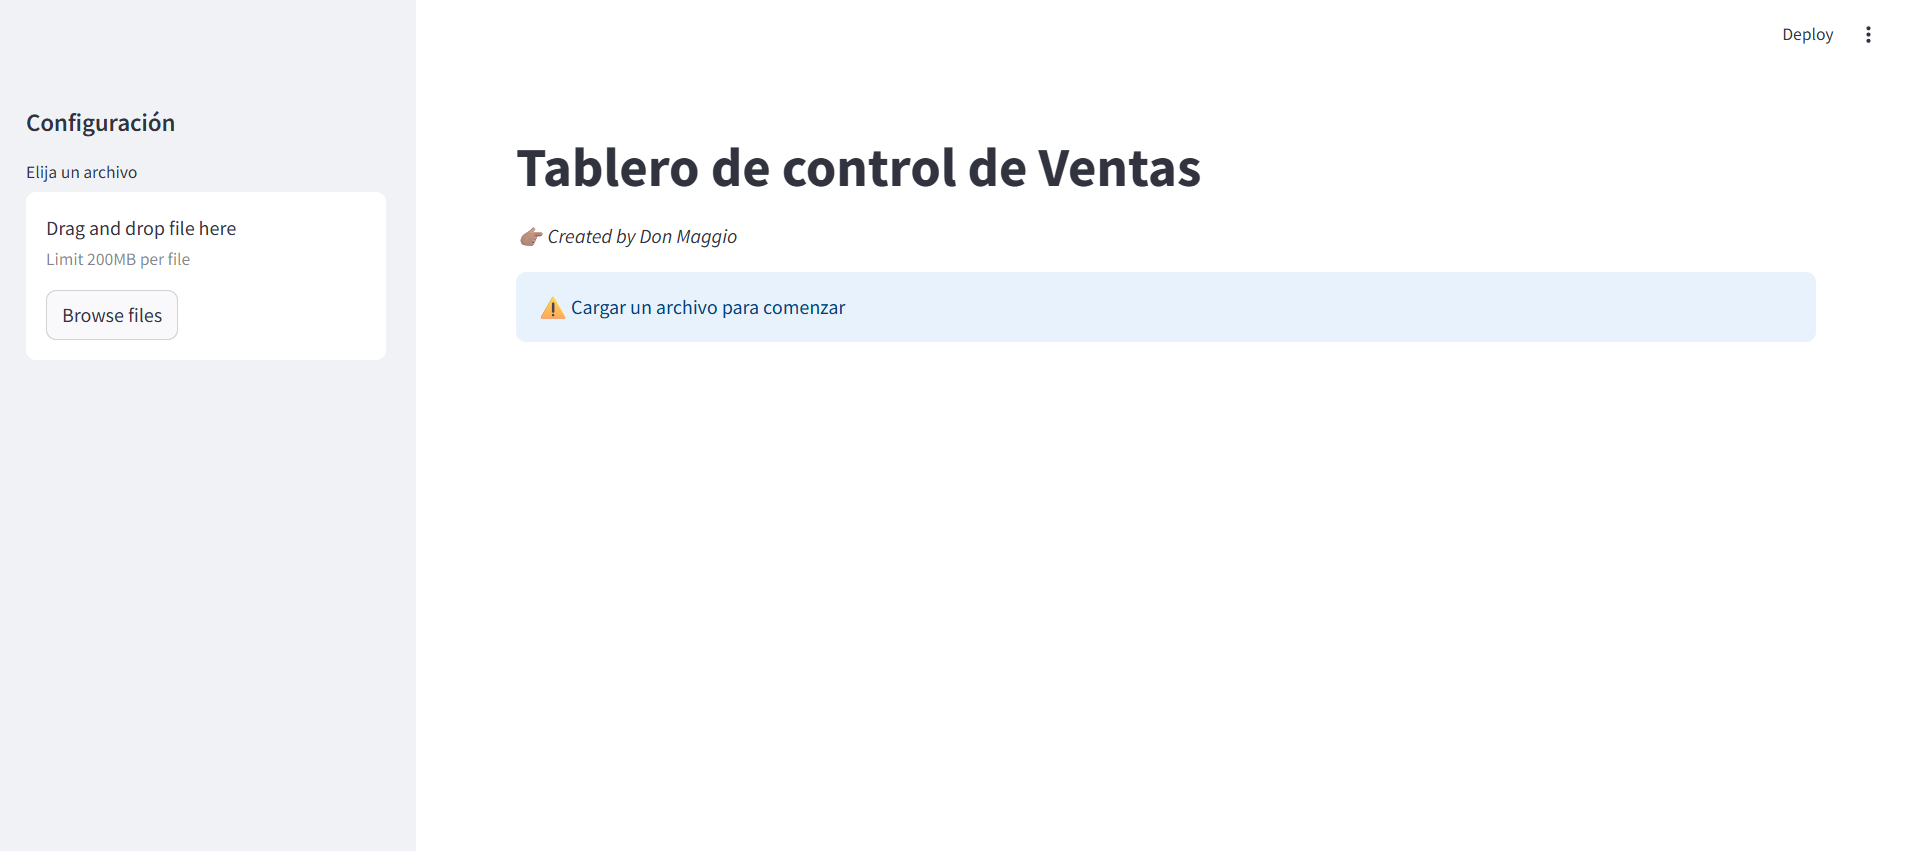 Deploy
Configuración
Elija un archivo
Drag and drop file here
Limit 200MB per file
Browse files
Tablero de control de Ventas
👉🏽 Created by Don Maggio
⚠️ Cargar un archivo para comenzar